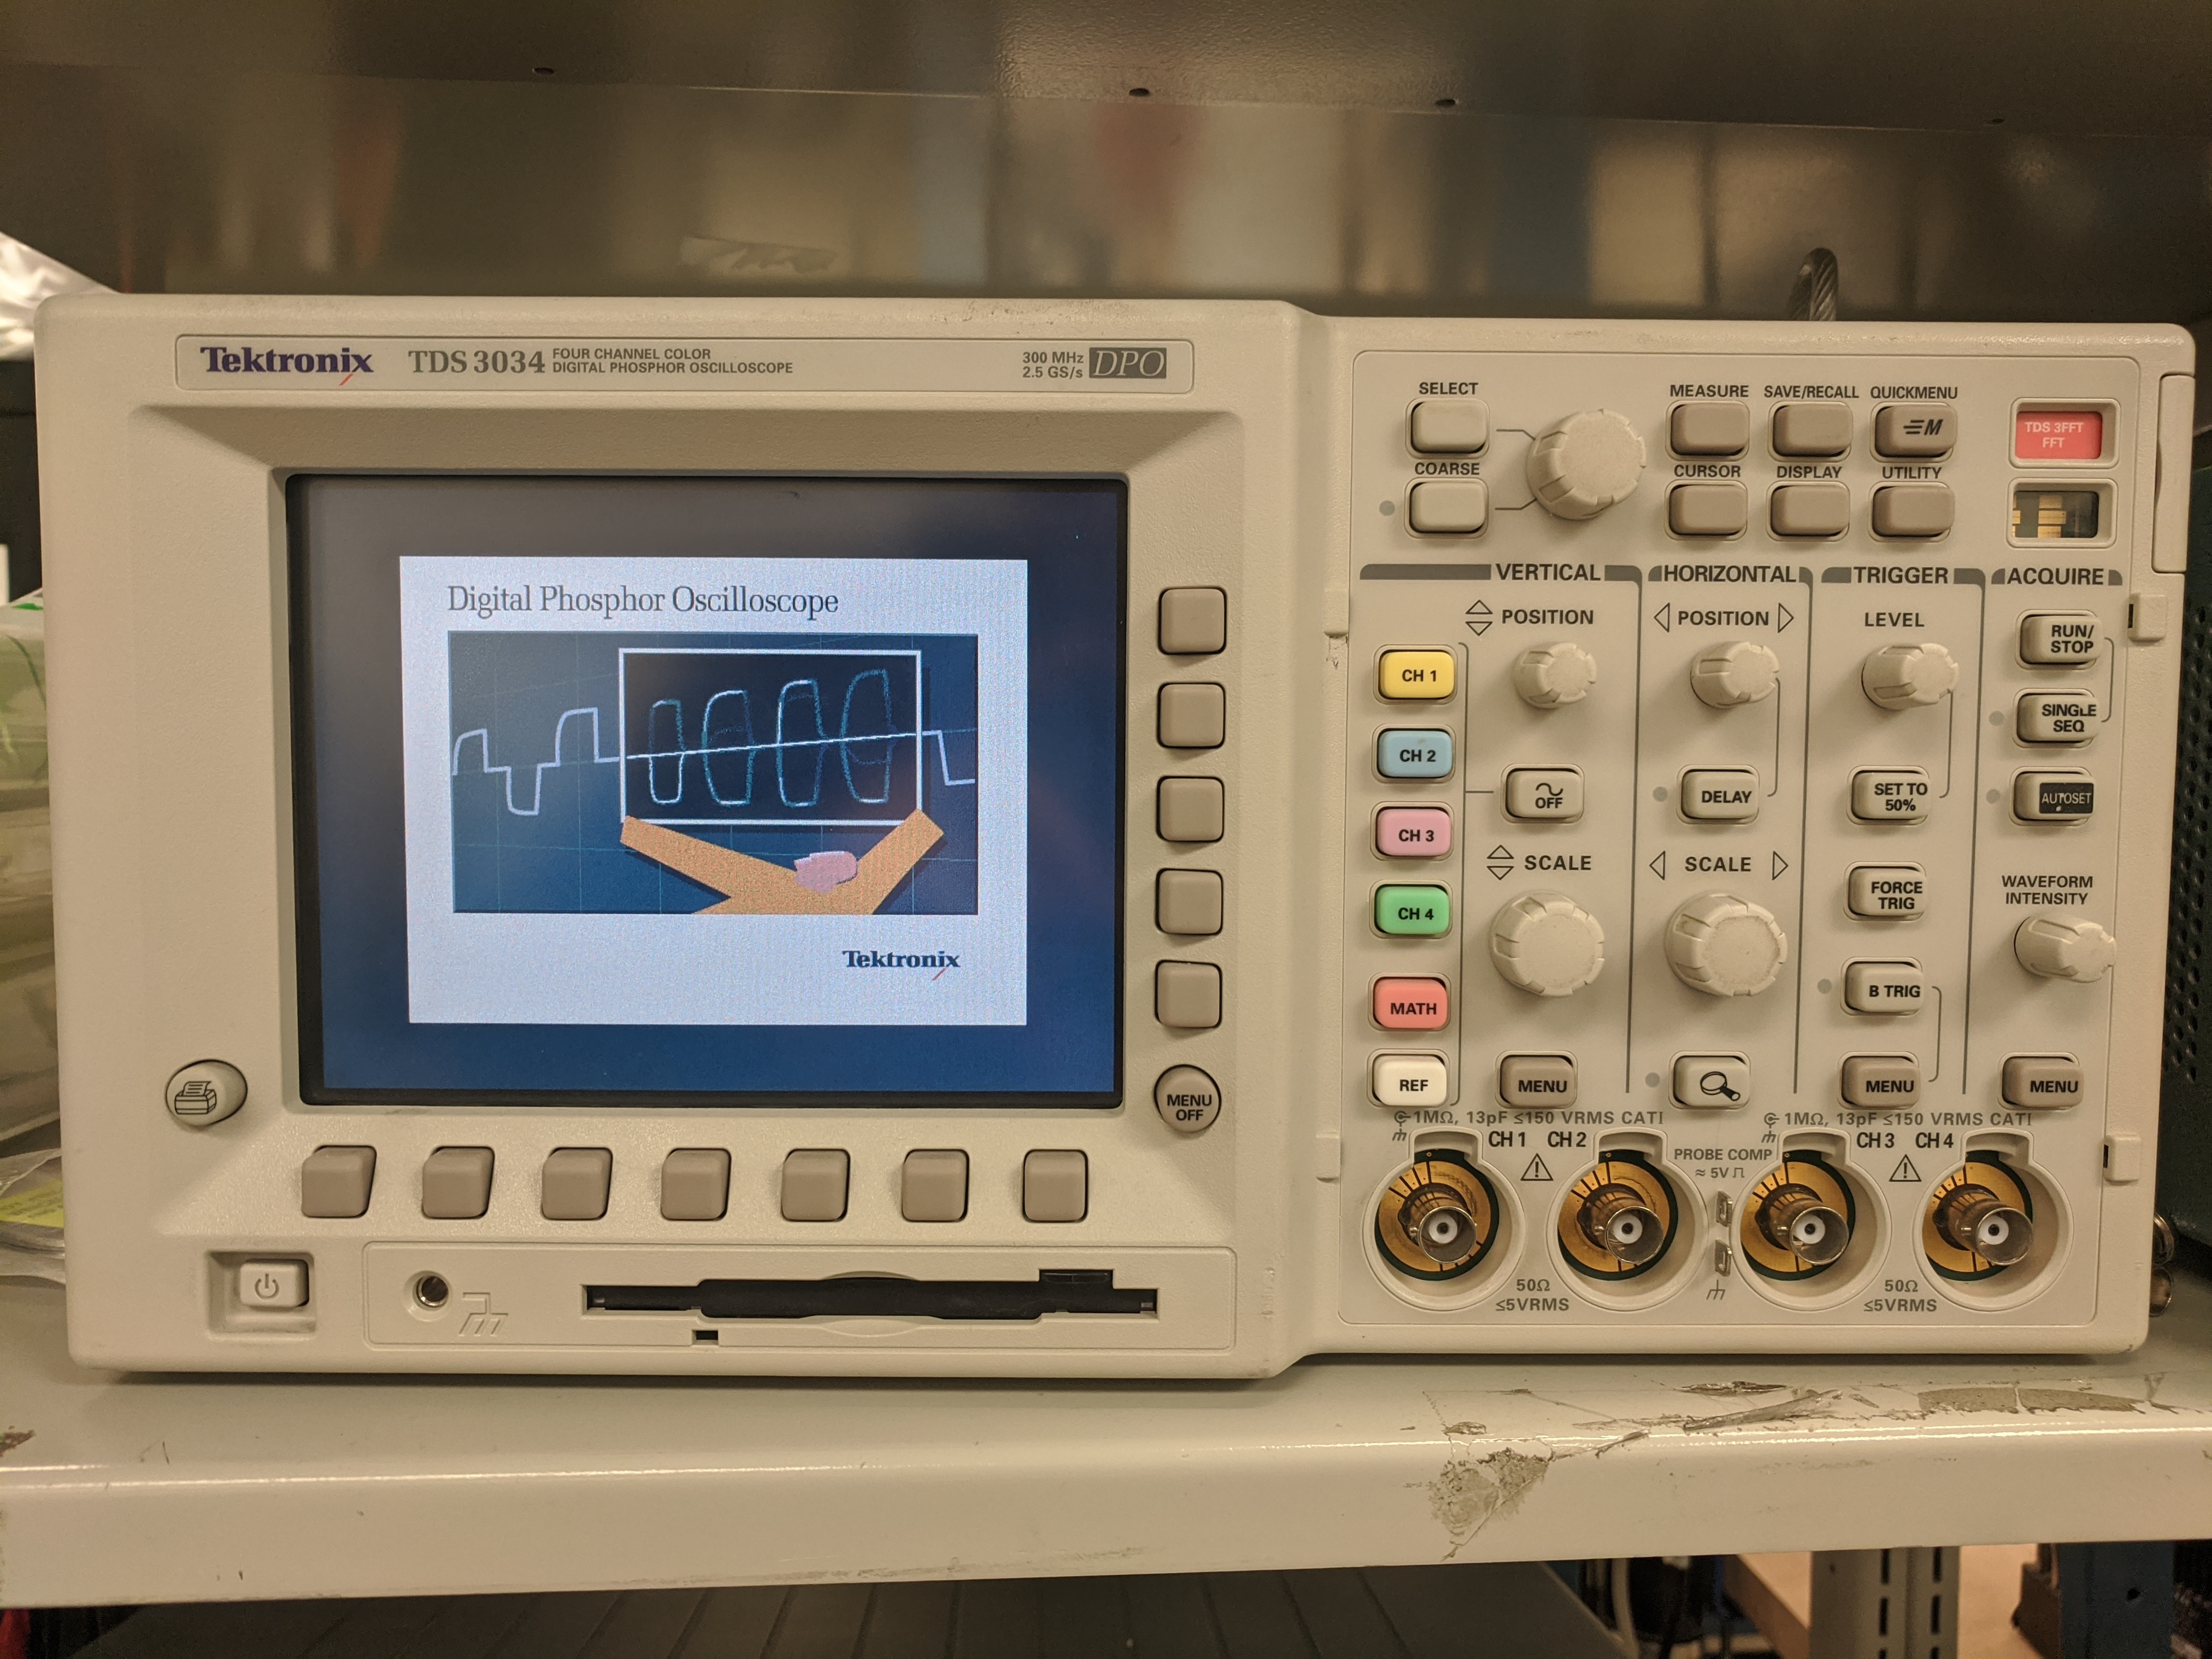 Tektronix TDS 3034 FOUR CHANNEL COLOR
DIGITAL PHOSPHOR OSCILLOSCOPE
300 MHz
2.5 GS/s DPO
Digital Phosphor Oscilloscope
Tektronix
MENU
OFF
SELECT
COARSE
MEASURE SAVE/RECALL QUICKMENU
M
CURSOR DISPLAY UTILITY
TDS 3FFT
FFT
VERTICAL HORIZONTAL TRIGGER ACQUIRE
POSITION POSITION LEVEL
RUN/
STOP
CH 1
SINGLE
SEQ
CH 2
OFF
DELAY
SET TO
50%
AUTOSET
CH 3
SCALE SCALE
FORCE
TRIG
WAVEFORM
INTENSITY
CH 4
B TRIG
MATH
REF MENU MENU MENU
1MΩ, 13pF ≤150 VRMS CAT I 1MΩ, 13pF ≤150 VRMS CAT I
CH 1 CH 2 CH 3 CH 4
PROBE COMP
≈ 5V
50Ω
≤5VRMS
50Ω
≤5VRMS